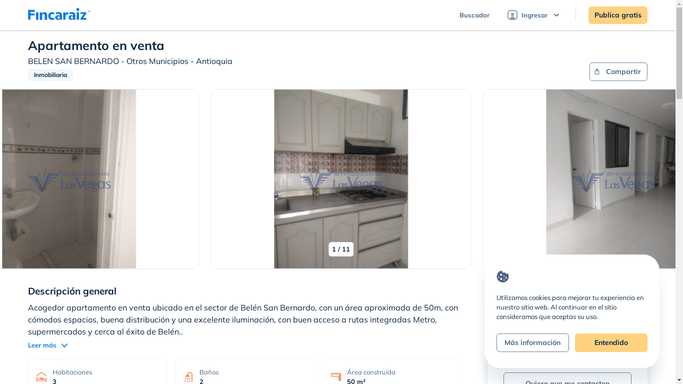 Fincaraiz
Buscador
Ingresar
Publica gratis
Apartamento en venta
BELEN SAN BERNARDO - Otros Municipios - Antioquia
Inmobiliaria
Compartir
Las Vegas
Las Vegas
Las Vegas
1 / 11
Descripción general
Acogedor apartamento en venta ubicado en el sector de Belén San Bernardo, con un área aproximada de 50m, con
cómodos espacios, buena distribución y una excelente iluminación, con buen acceso a rutas integradas Metro,
supermercados y cerca al éxito de Belén..
Leer más
Habitaciones
3
Baños
2
Área construida
50 m²
Utilizamos cookies para mejorar tu experiencia en
nuestro sitio web. Al continuar en el sitio
consideramos que aceptas su uso.
Más información
Entendido
Quiero que me contacten